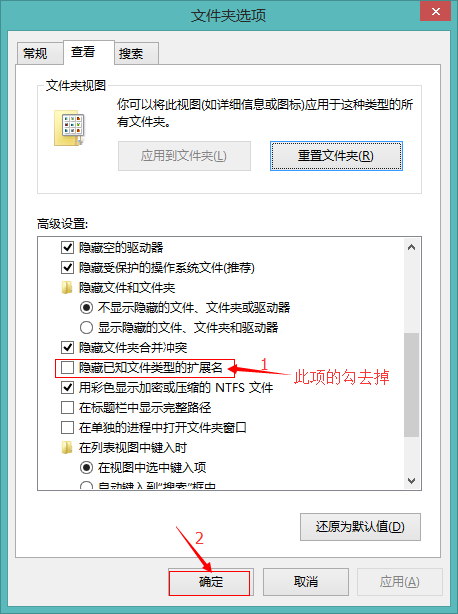 文件夹选项
常规
查看
搜索
文件夹视图
你可以将此视图(如详细信息或图标)应用于这种类型的所
有文件夹。
应用到文件夹(L)
重置文件夹(R)
高级设置:
隐藏空的驱动器
隐藏受保护的操作系统文件(推荐)
隐藏文件和文件夹
不显示隐藏的文件、文件夹或驱动器
显示隐藏的文件、文件夹和驱动器
隐藏文件夹合并冲突
隐藏已知文件类型的扩展名
1
此项的勾去掉
用彩色显示加密或压缩的 NTFS 文件
在标题栏中显示完整路径
在单独的进程中打开文件夹窗口
在列表视图中键入时
在视图中选中键入项
自动键入到“搜索”框中
还原为默认值(D)
2
确定
取消
应用(A)